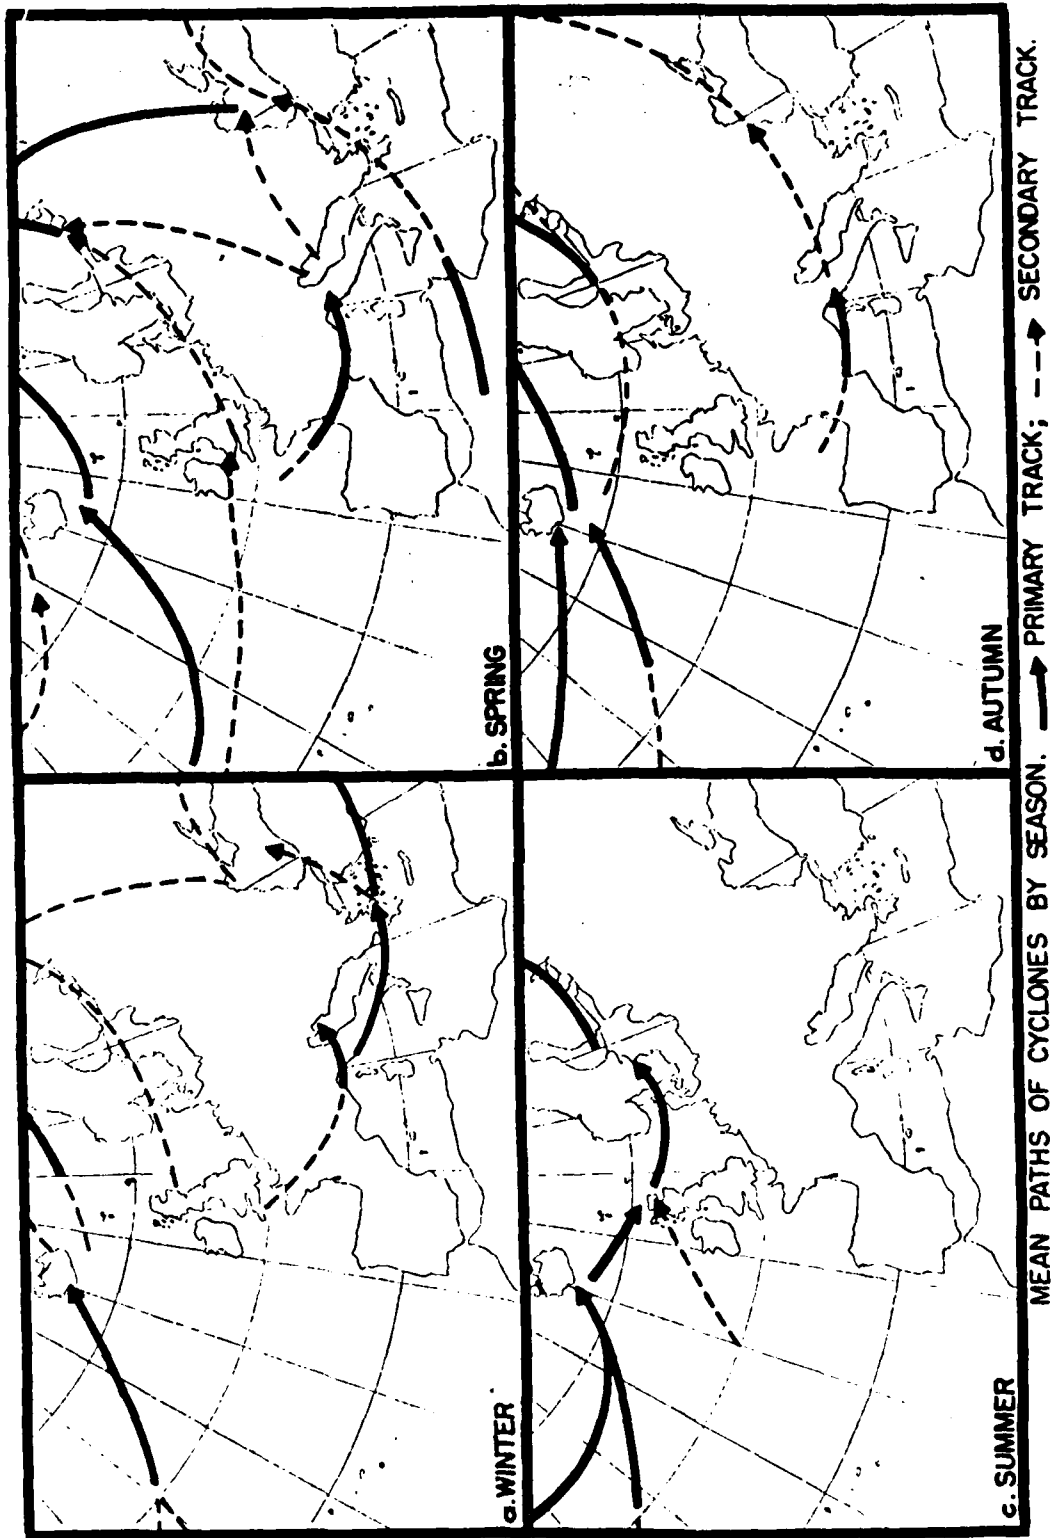 a. WINTER
b. SPRING
c. SUMMER
d. AUTUMN
MEAN PATHS OF CYCLONES BY SEASON. PRIMARY TRACK; SECONDARY TRACK.